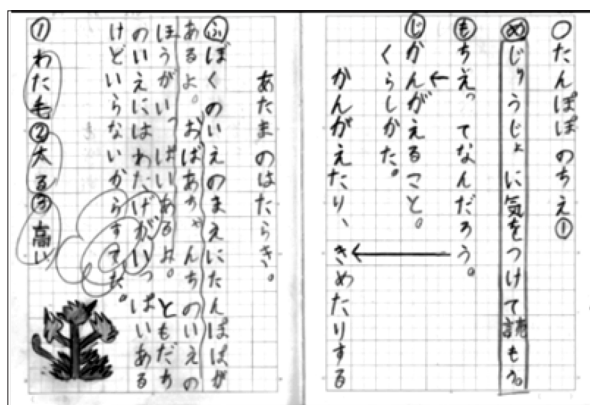 ○たんぽぽのちえ①
めじゅうじょに気をつけて読もう。
もちえってなんだろう。
じかんがえること。
くらしかた。
かんがえたり、きめたりする
あたまのはたらき。
ふぼくのいえのまえにたんぽぽが
あるよ。おばあちゃんちのいえの
ほうがいっぱいあるよ。ともだち
のいえにはわたげがいっぱいある
けどいらないからすてた。
①わた毛②太る③高い